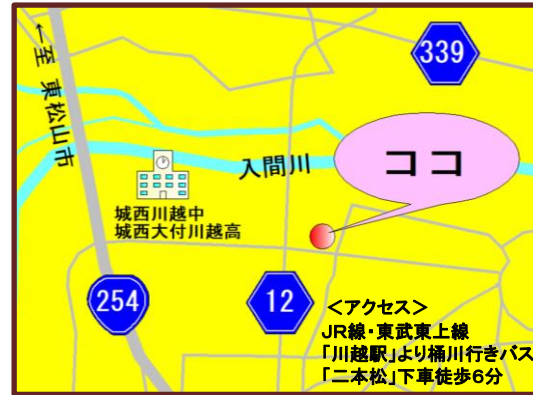 ←至 東松山市
339
ココ
入間川
城西川越中
城西大付川越高
254
12
＜アクセス＞
JR線・東武東上線
「川越駅」より桶川行きバス
「二本松」下車徒歩6分